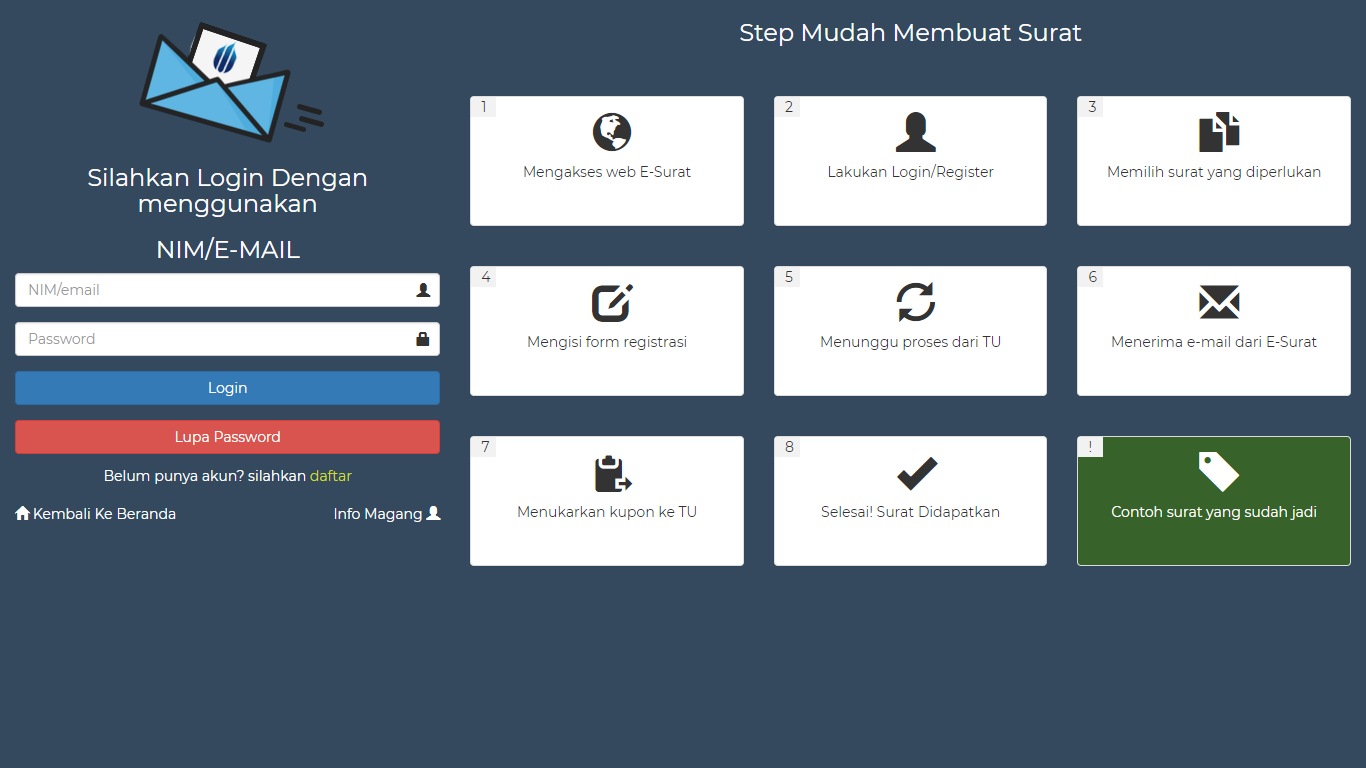 Silahkan Login Dengan
menggunakan
NIM/E-MAIL
NIM/email
Password
Login
Lupa Password
Belum punya akun? silahkan daftar
Kembali Ke Beranda
Info Magang
Step Mudah Membuat Surat
1
Mengakses web E-Surat
2
Lakukan Login/Register
3
Memilih surat yang diperlukan
4
Mengisi form registrasi
5
Menunggu proses dari TU
6
Menerima e-mail dari E-Surat
7
Menukarkan kupon ke TU
8
Selesai! Surat Didapatkan
!
Contoh surat yang sudah jadi